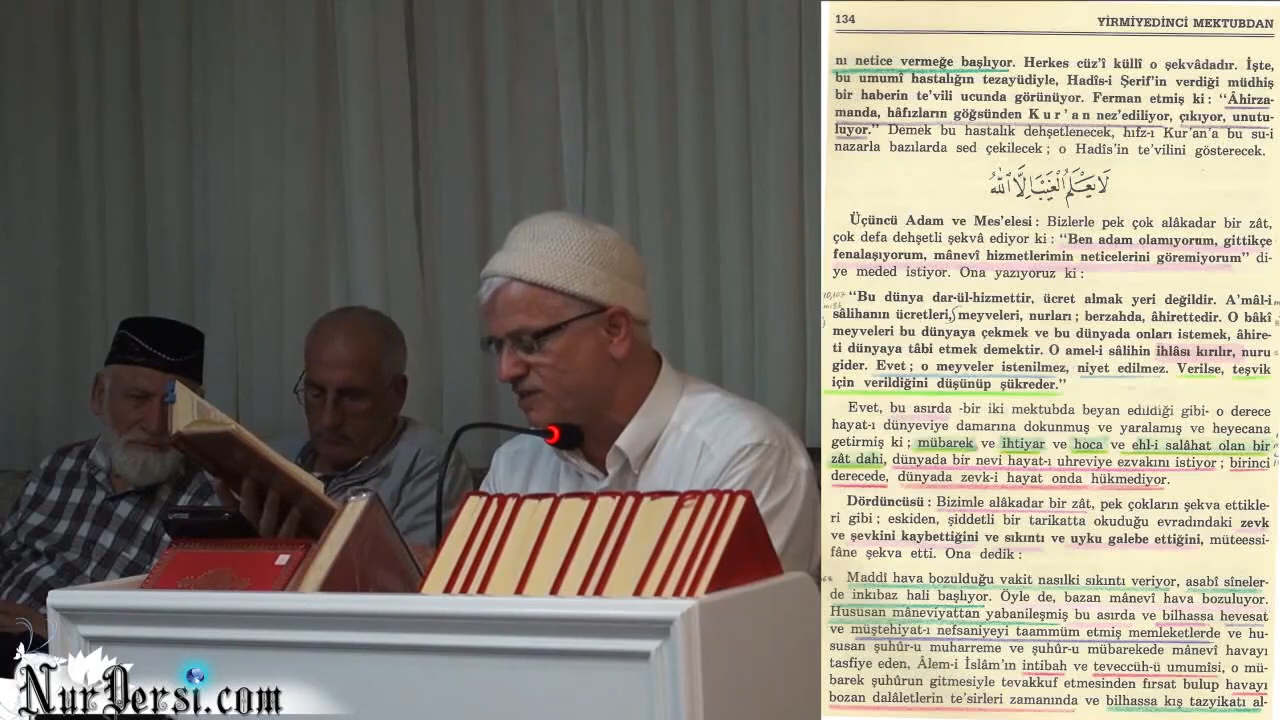 134 YİRMİYEDİNCİ MEKTUBDAN
nı netice vermeğe başlıyor. Herkes cüz'î küllî o şekvâdadır. İşte,
bu umumî hastalığın tezayüdiyle, Hadîs-i Şerif'in verdiği müdhiş
bir haberin te'vili ucunda görünüyor. Ferman etmiş ki: "Âhirza-
manda, hâfızların göğsünden Kur'an nez'ediliyor, çıkıyor, unutu-
luyor." Demek bu hastalık dehşetlenecek, hıfz-ı Kur'an'a bu su-i
nazarla bazılarda sed çekilecek; o Hadîs'in te'vilini gösterecek.
لَا يَعْلَمُ الْغَيْبَ اِلَّا اللّٰهُ
Üçüncü Adam ve Mes'elesi: Bizlerle pek çok alâkadar bir zât,
çok defa dehşetli şekvâ ediyor ki: "Ben adam olamıyorum, gittikçe
fenalaşıyorum, mânevî hizmetlerimin neticelerini göremiyorum" di-
ye meded istiyor. Ona yazıyoruz ki:
"Bu dünya dar-ül-hizmettir, ücret almak yeri değildir. A'mâl-i
sâlihanın ücretleri, meyveleri, nurları; berzahda, âhirettedir. O bâkî
meyveleri bu dünyaya çekmek ve bu dünyada onları istemek, âhire-
ti dünyaya tâbi etmek demektir. O amel-i sâlihin ihlâsı kırılır, nuru
gider. Evet; o meyveler istenilmez, niyet edilmez. Verilse, teşvik
için verildiğini düşünüp şükreder."
Evet, bu asırda -bir iki mektubda beyan edildiği gibi- o derece
hayat-ı dünyeviye damarına dokunmuş ve yaralamış ve heyecana
getirmiş ki; mübarek ve ihtiyar ve hoca ve ehl-i salâhat olan bir
zât dahi, dünyada bir nevi hayat-ı uhreviye ezvakını istiyor; birinci
derecede, dünyada zevk-i hayat onda hükmediyor.
Dördüncüsü: Bizimle alâkadar bir zât, pek çokların şekva ettikle-
ri gibi; eskiden, şiddetli bir tarikatta okuduğu evradındaki zevk
ve şevkini kaybettiğini ve sıkıntı ve uyku galebe ettiğini, müteessi-
fâne şekva etti. Ona dedik:
Maddî hava bozulduğu vakit nasılki sıkıntı veriyor, asabî sîneler-
de inkıbaz hali başlıyor. Öyle de, bazan mânevî hava bozuluyor.
Hususan mâneviyattan yabanileşmiş bu asırda ve bilhassa hevesat
ve müştehiyat-ı nefsaniyeyi taammüm etmiş memleketlerde ve hu-
susan şuhûr-u muharreme ve şuhûr-u mübarekede mânevî havayı
tasfiye eden, Âlem-i İslâm'ın intibah ve teveccüh-ü umumîsi, o mü-
barek şuhûrun gitmesiyle tevakkuf etmesinden fırsat bulup havayı
bozan dalâletlerin te'sirleri zamanında ve bilhassa kış tazyikatı al-
NurDersi.com